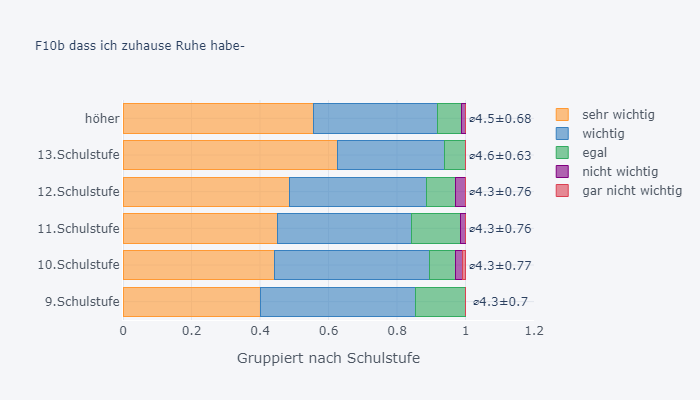 F10b dass ich zuhause Ruhe habe-
höher
⌀4.5±0.68
13.Schulstufe
⌀4.6±0.63
12.Schulstufe
⌀4.3±0.76
11.Schulstufe
⌀4.3±0.76
10.Schulstufe
⌀4.3±0.77
9.Schulstufe
⌀4.3±0.7
0 0.2 0.4 0.6 0.8 1 1.2
Gruppiert nach Schulstufe
sehr wichtig
wichtig
egal
nicht wichtig
gar nicht wichtig